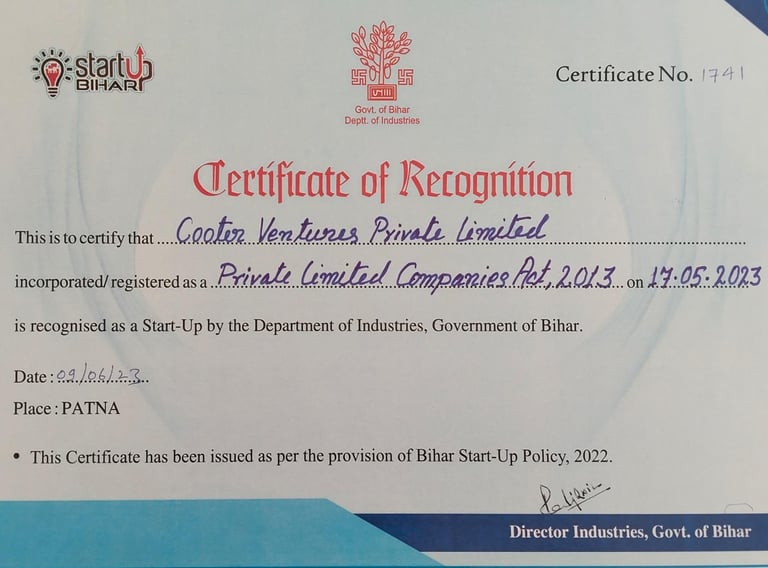 startUp
BIHAR
Govt. of Bihar
Deptt. of Industries
Certificate No. 1741
Certificate of Recognition
This is to certify that Cooter Ventures Private Limited
incorporated/registered as a Private Limited Companies Act, 2013 on 17.05.2023
is recognised as a Start-Up by the Department of Industries, Government of Bihar.
Date : 09/06/23
Place : PATNA
• This Certificate has been issued as per the provision of Bihar Start-Up Policy, 2022.
Director Industries, Govt. of Bihar